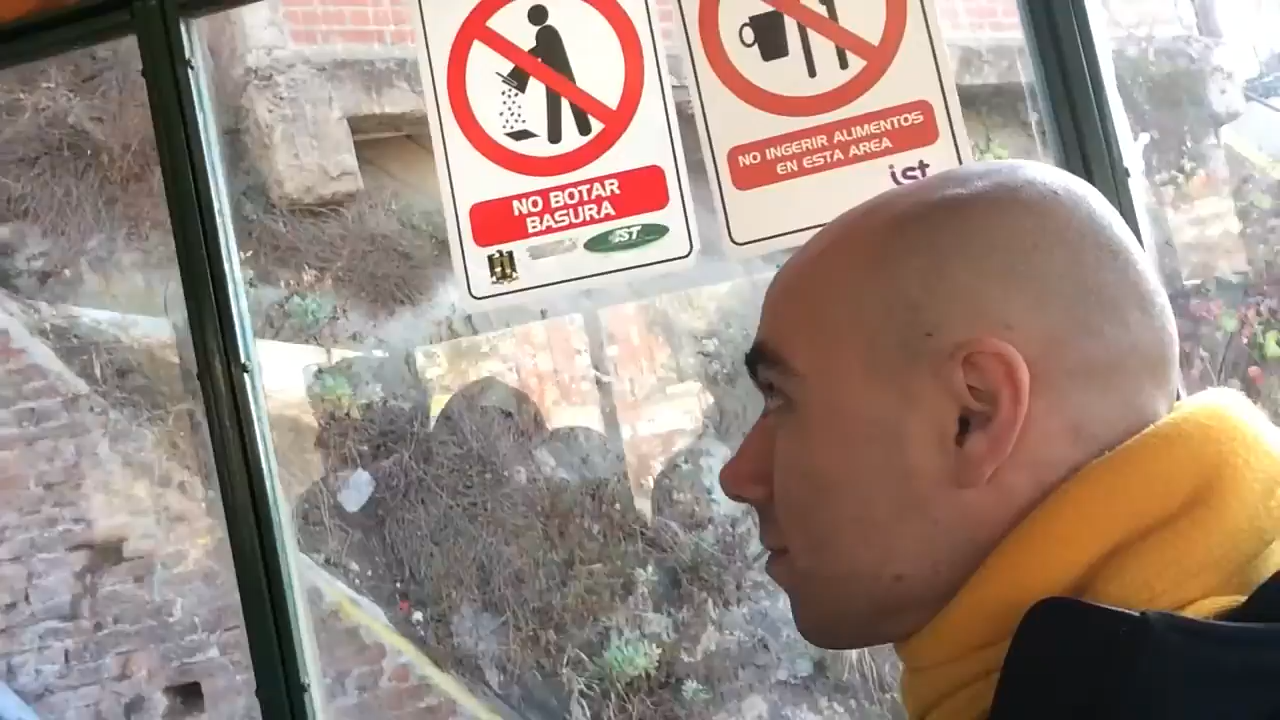 NO BOTAR
BASURA
IST
NO INGERIR ALIMENTOS
EN ESTA AREA
ist